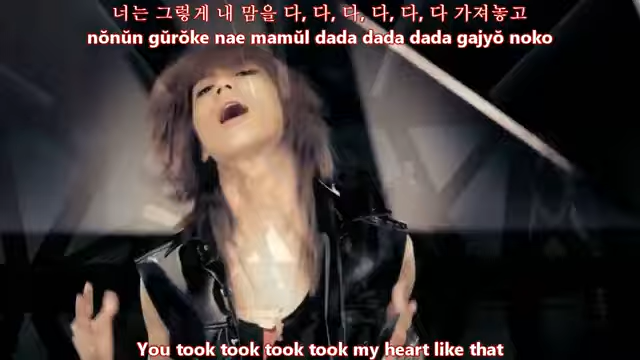 너는 그렇게 내 맘을 다, 다, 다, 다, 다, 다 가져놓고
nŏnŭn gŭrŏke nae mamŭl dada dada dada gajyŏ noko
You took took took took my heart like that